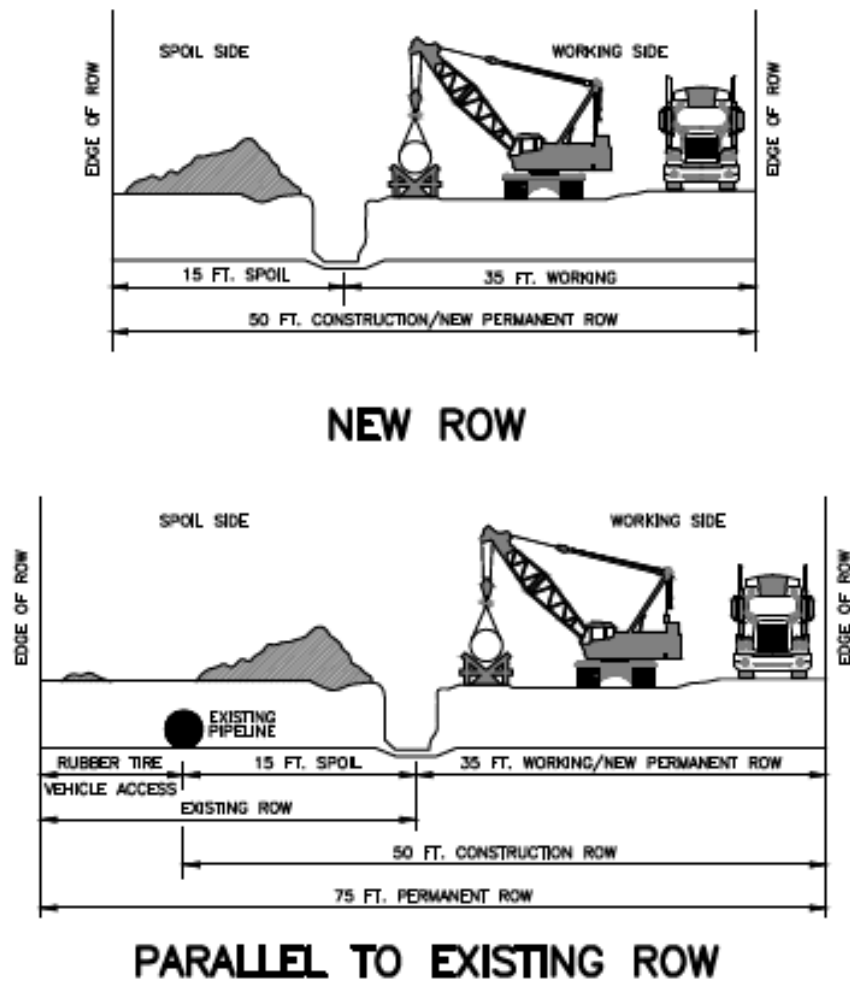 SPOIL SIDE
WORKING SIDE
EDGE OF ROW
EDGE OF ROW
15 FT. SPOIL
35 FT. WORKING
50 FT. CONSTRUCTION/NEW PERMANENT ROW
NEW ROW
SPOIL SIDE
WORKING SIDE
EDGE OF ROW
EDGE OF ROW
EXISTING
PIPELINE
RUBBER TIRE
15 FT. SPOIL
35 FT. WORKING/NEW PERMANENT ROW
VEHICLE ACCESS
EXISTING ROW
50 FT. CONSTRUCTION ROW
75 FT. PERMANENT ROW
PARALLEL TO EXISTING ROW